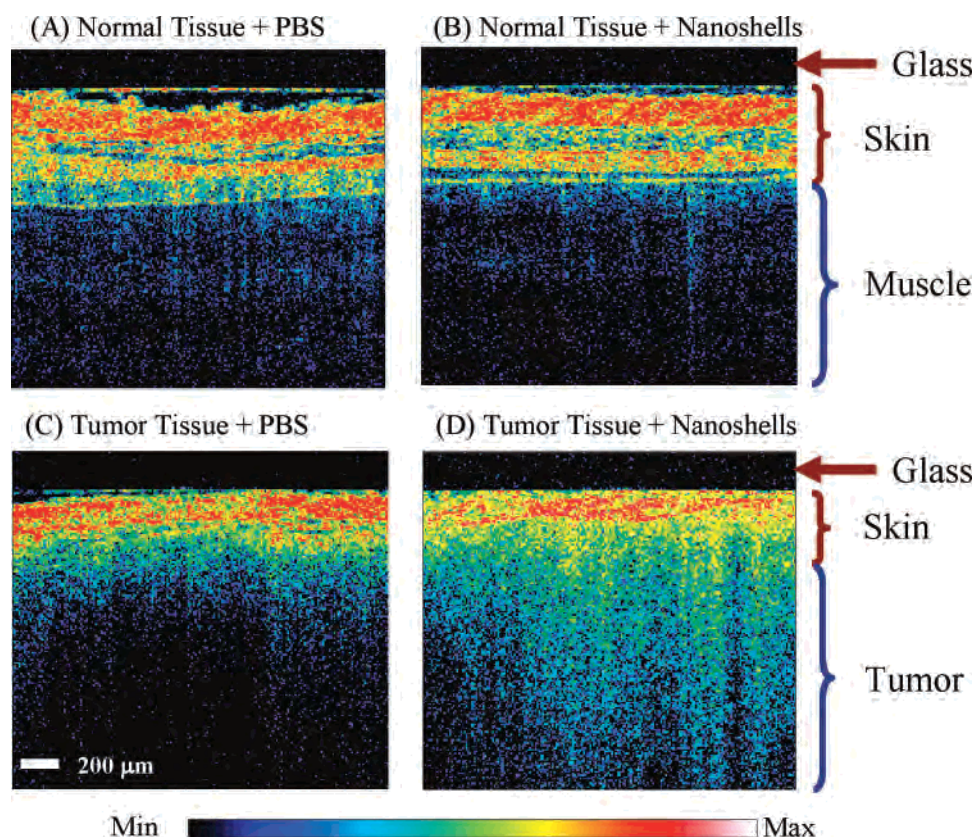 (A) Normal Tissue + PBS
(B) Normal Tissue + Nanoshells
Glass
Skin
Muscle
(C) Tumor Tissue + PBS
(D) Tumor Tissue + Nanoshells
Glass
Skin
Tumor
200 μm
Min
Max